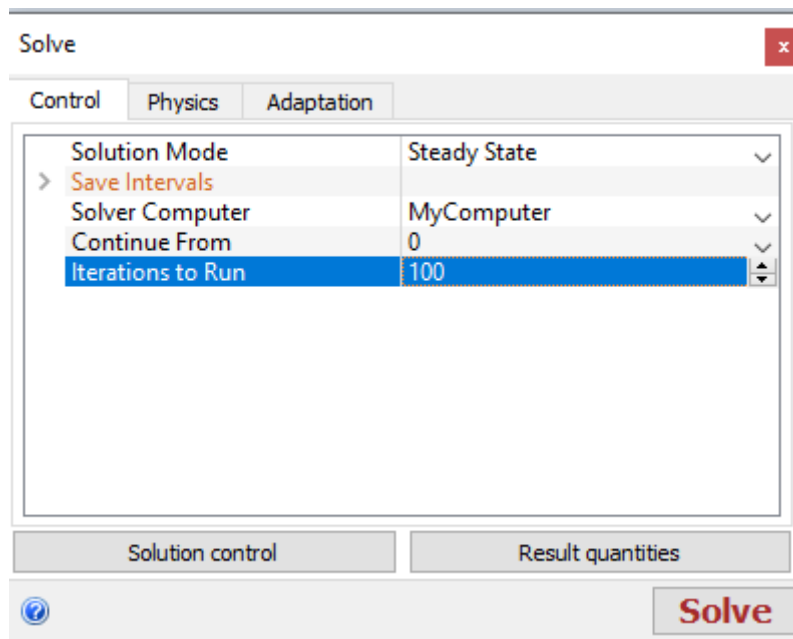 Solve
x
Control Physics Adaptation
Solution Mode Steady State
Save Intervals
Solver Computer MyComputer
Continue From 0
Iterations to Run 100
Solution control Result quantities
? Solve